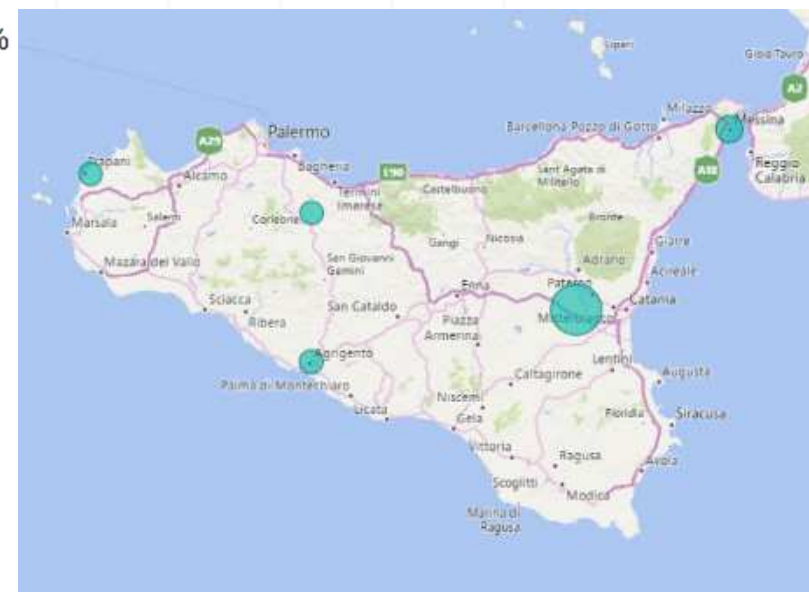 %
Lipari
Gioia Tauro
A2
Milazzo
Messina
Barcellona Pozzo di Gotto
Palermo
A29
Bagheria
Trapani
Alcamo
E90
Sant'Agata di
Militello
A18
Reggio
Calabria
Termini
Imerese
Castelbuono
Marsala
Salemi
Corleone
Bronte
Giarre
Gangi
Nicosia
San Giovanni
Gemini
Mazara del Vallo
Adrano
Acireale
Enna
Paternò
Sciacca
San Cataldo
Catania
Ribera
Piazza
Armerina
Misterbianco
Agrigento
Lentini
Palma di Montechiaro
Caltagirone
Augusta
Niscemi
Licata
Gela
Floridia
Siracusa
Vittoria
Ragusa
Avola
Scoglitti
Modica
Marina di
Ragusa